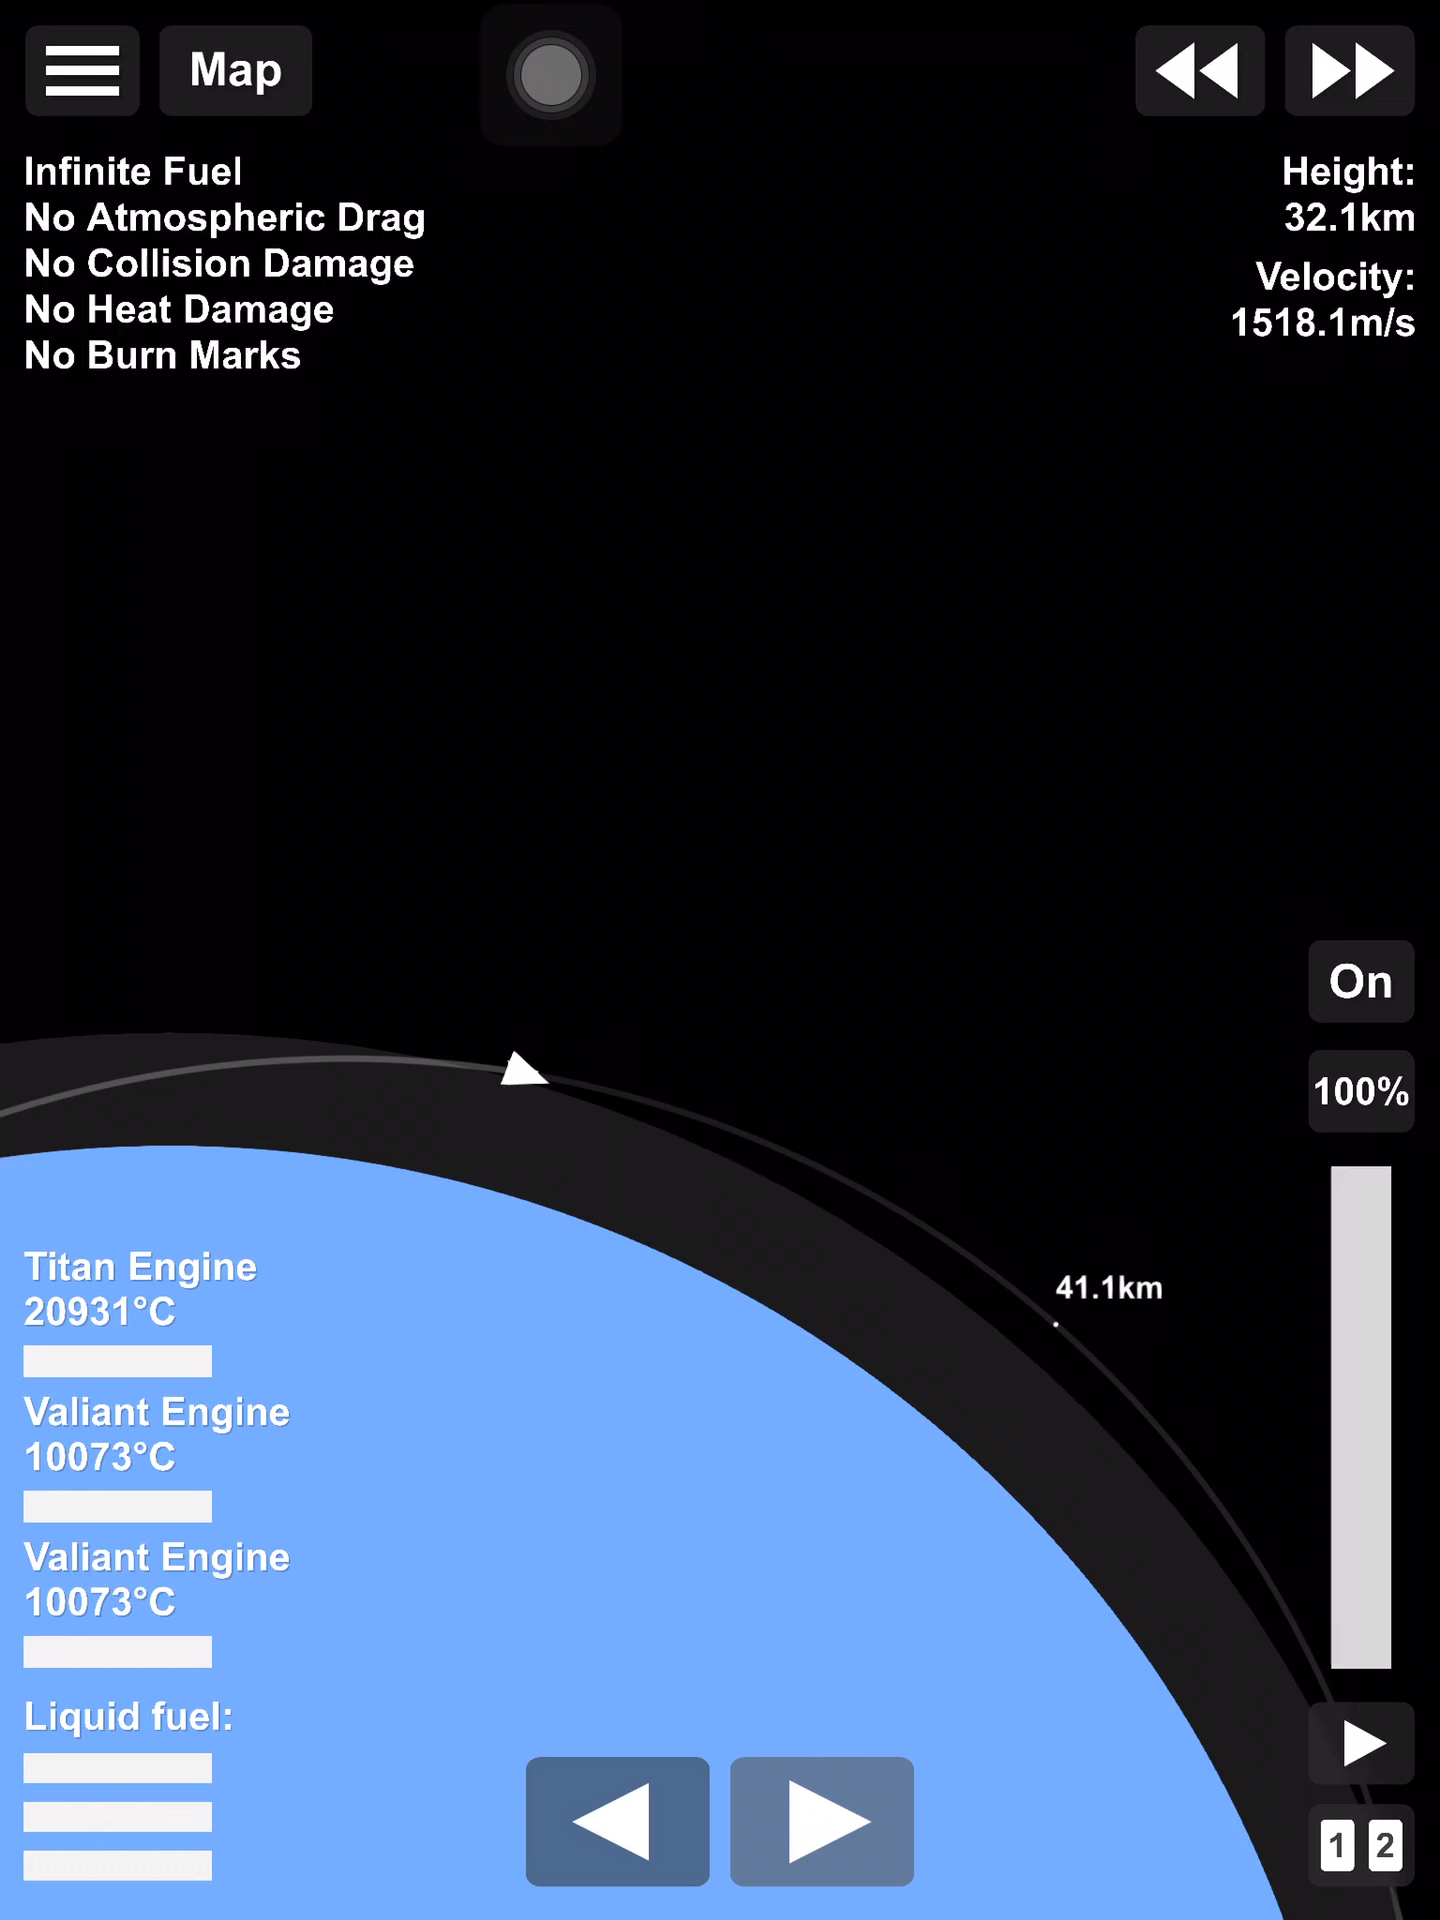 Map
Infinite Fuel
No Atmospheric Drag
No Collision Damage
No Heat Damage
No Burn Marks
Height:
32.1km
Velocity:
1518.1m/s
On
100%
41.1km
Titan Engine
20931°C
Valiant Engine
10073°C
Valiant Engine
10073°C
Liquid fuel:
1 2